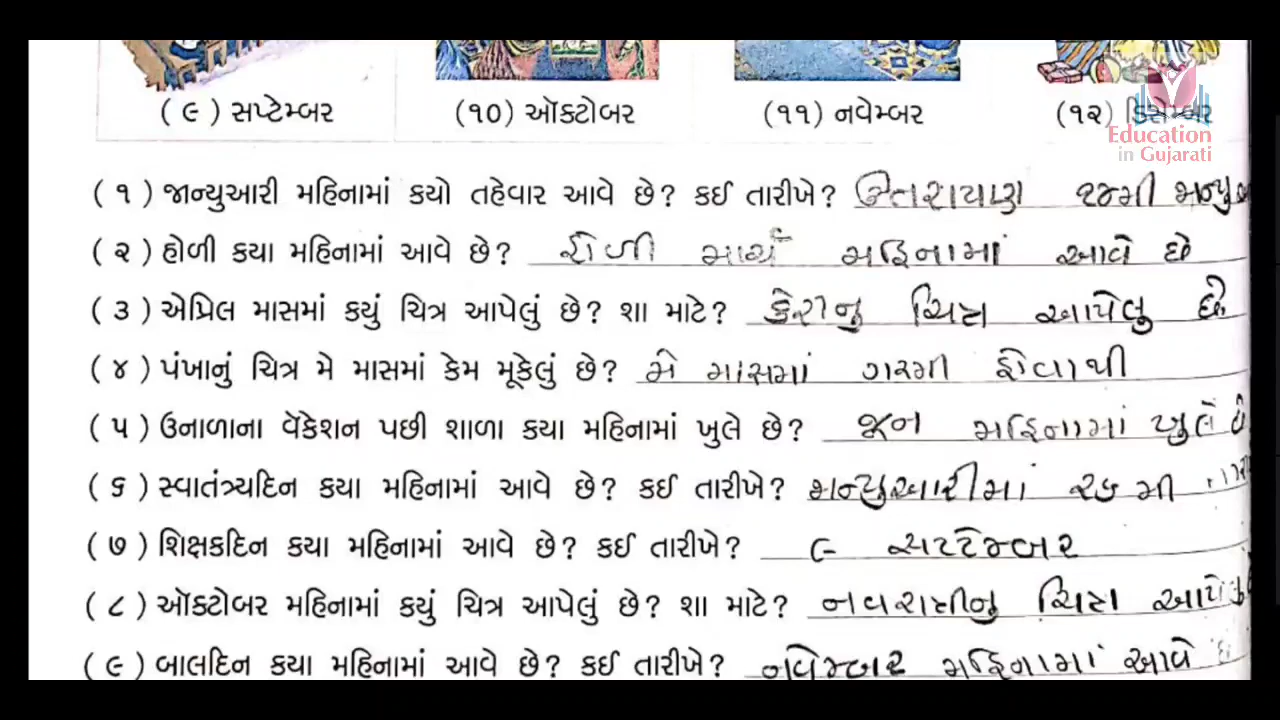 (૯) સપ્ટેમ્બર (૧૦) ઑક્ટોબર (૧૧) નવેમ્બર (૧૨) ડિસેમ્બર
Education
in Gujarati
(૧) જાન્યુઆરી મહિનામાં કયો તહેવાર આવે છે? કઈ તારીખે? ઉતરાયણ ૧૪મી
(૨) હોળી કયા મહિનામાં આવે છે? હોળી માર્ચ મહિનામાં આવે છે
(૩) એપ્રિલ માસમાં કયું ચિત્ર આપેલું છે? શા માટે? કેરીનુ ચિત્ર આપેલુ છે.
(૪) પંખાનું ચિત્ર મે માસમાં કેમ મૂકેલું છે? મે માસમાં ગરમી હોવાથી
(૫) ઉનાળાના વૅકેશન પછી શાળા કયા મહિનામાં ખુલે છે? જૂન મહિનામાં ખુલે છે
(૬) સ્વાતંત્ર્યદિન કયા મહિનામાં આવે છે? કઈ તારીખે? જાન્યુઆરીમાં ૨૬ મી
(૭) શિક્ષકદિન કયા મહિનામાં આવે છે? કઈ તારીખે? સપ્ટેમ્બર
(૮) ઑક્ટોબર મહિનામાં કયું ચિત્ર આપેલું છે? શા માટે? નવરાત્રીનુ ચિત્ર આપેલુ
(૯) બાલદિન કયા મહિનામાં આવે છે? કઈ તારીખે? નવેમ્બર મહિનામાં આવે છે